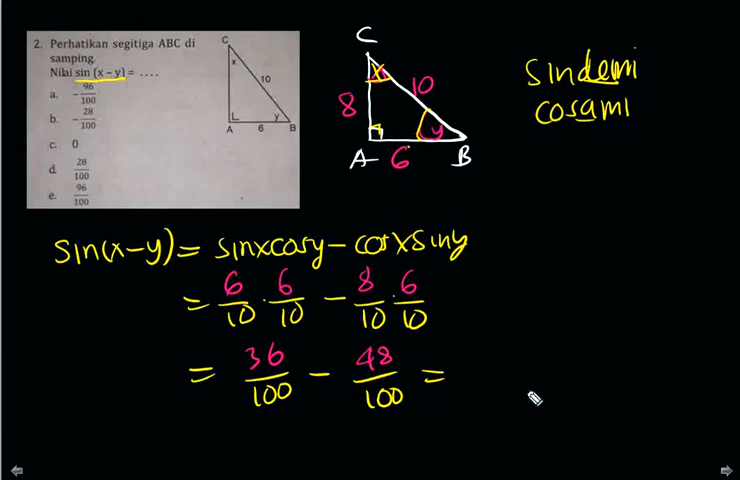 2. Perhatikan segitiga ABC di
samping.
Nilai sin (x – y) = ....
a. - 96/100
b. - 28/100
c. 0
d. 28/100
e. 96/100
C
x
10
y
A
6
B
C
x
8
10
y
A
6
B
sindemi
cosami
sin(x-y) = sinxcosy - cosxsiny
= 6/10 . 6/10 - 8/10 . 6/10
= 36/100 - 48/100 =